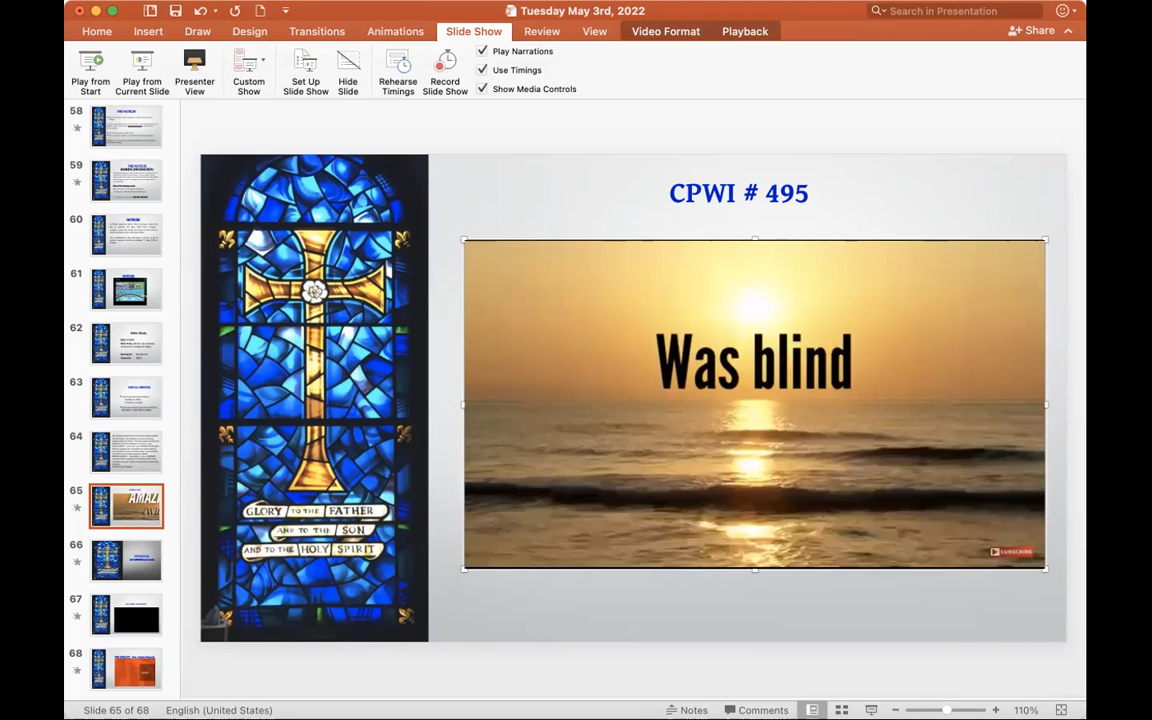 Tuesday May 3rd, 2022
Search in Presentation
Home Insert Draw Design Transitions Animations Slide Show Review View Video Format Playback
Share
Play from Start
Play from Current Slide
Presenter View
Custom Show
Set Up Slide Show
Hide Slide
Rehearse Timings
Record Slide Show
Play Narrations
Use Timings
Show Media Controls
58
59
60
61
62
63
64
65
66
67
68
CPWI # 495
Was blind
SUBSCRIBE
GLORY TO THE FATHER
AND TO THE SON
AND TO THE HOLY SPIRIT
Slide 65 of 68
English (United States)
Notes
Comments
110%